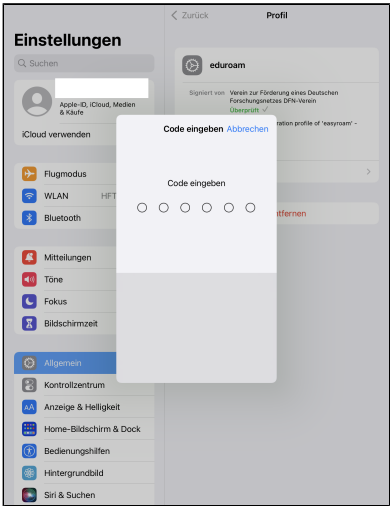 Einstellungen
Suchen
Apple-ID, iCloud, Medien
& Käufe
iCloud verwenden
Flugmodus
WLAN HFT
Bluetooth
Mitteilungen
Töne
Fokus
Bildschirmzeit
Allgemein
Kontrollzentrum
AA Anzeige & Helligkeit
Home-Bildschirm & Dock
Bedienungshilfen
Hintergrundbild
Siri & Suchen
Zurück Profil
eduroam
Signiert von Verein zur Förderung eines Deutschen
Forschungsnetzes DFN-Verein
Überprüft ✓
ration profile of "easyroam" -
ntfernen
Code eingeben Abbrechen
Code eingeben